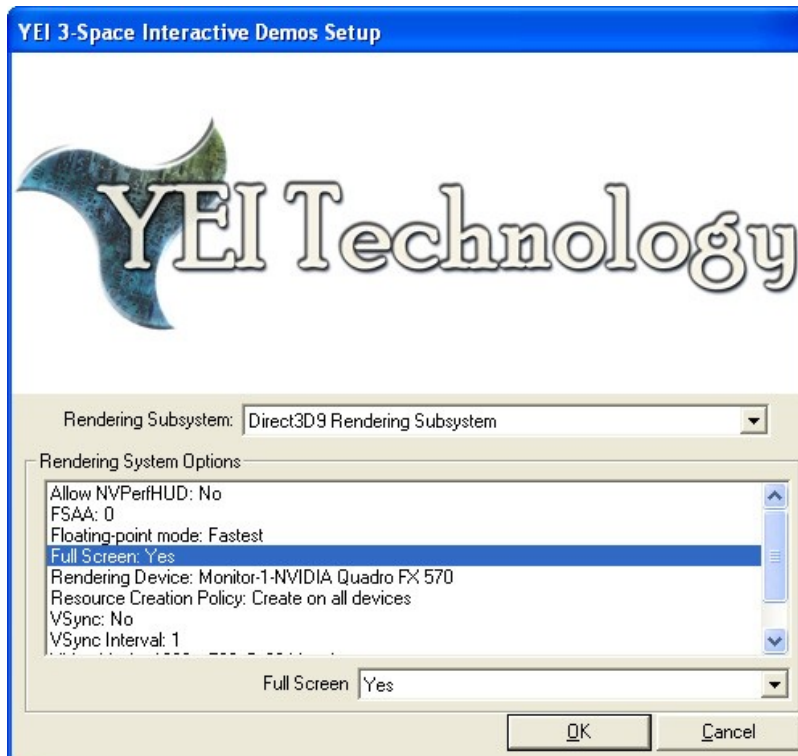 YEI 3-Space Interactive Demos Setup
YEI Technology
Rendering Subsystem: Direct3D9 Rendering Subsystem
Rendering System Options
Allow NVPerfHUD: No
FSAA: 0
Floating-point mode: Fastest
Full Screen: Yes
Rendering Device: Monitor-1-NVIDIA Quadro FX 570
Resource Creation Policy: Create on all devices
VSync: No
VSync Interval: 1
Full Screen Yes
OK Cancel